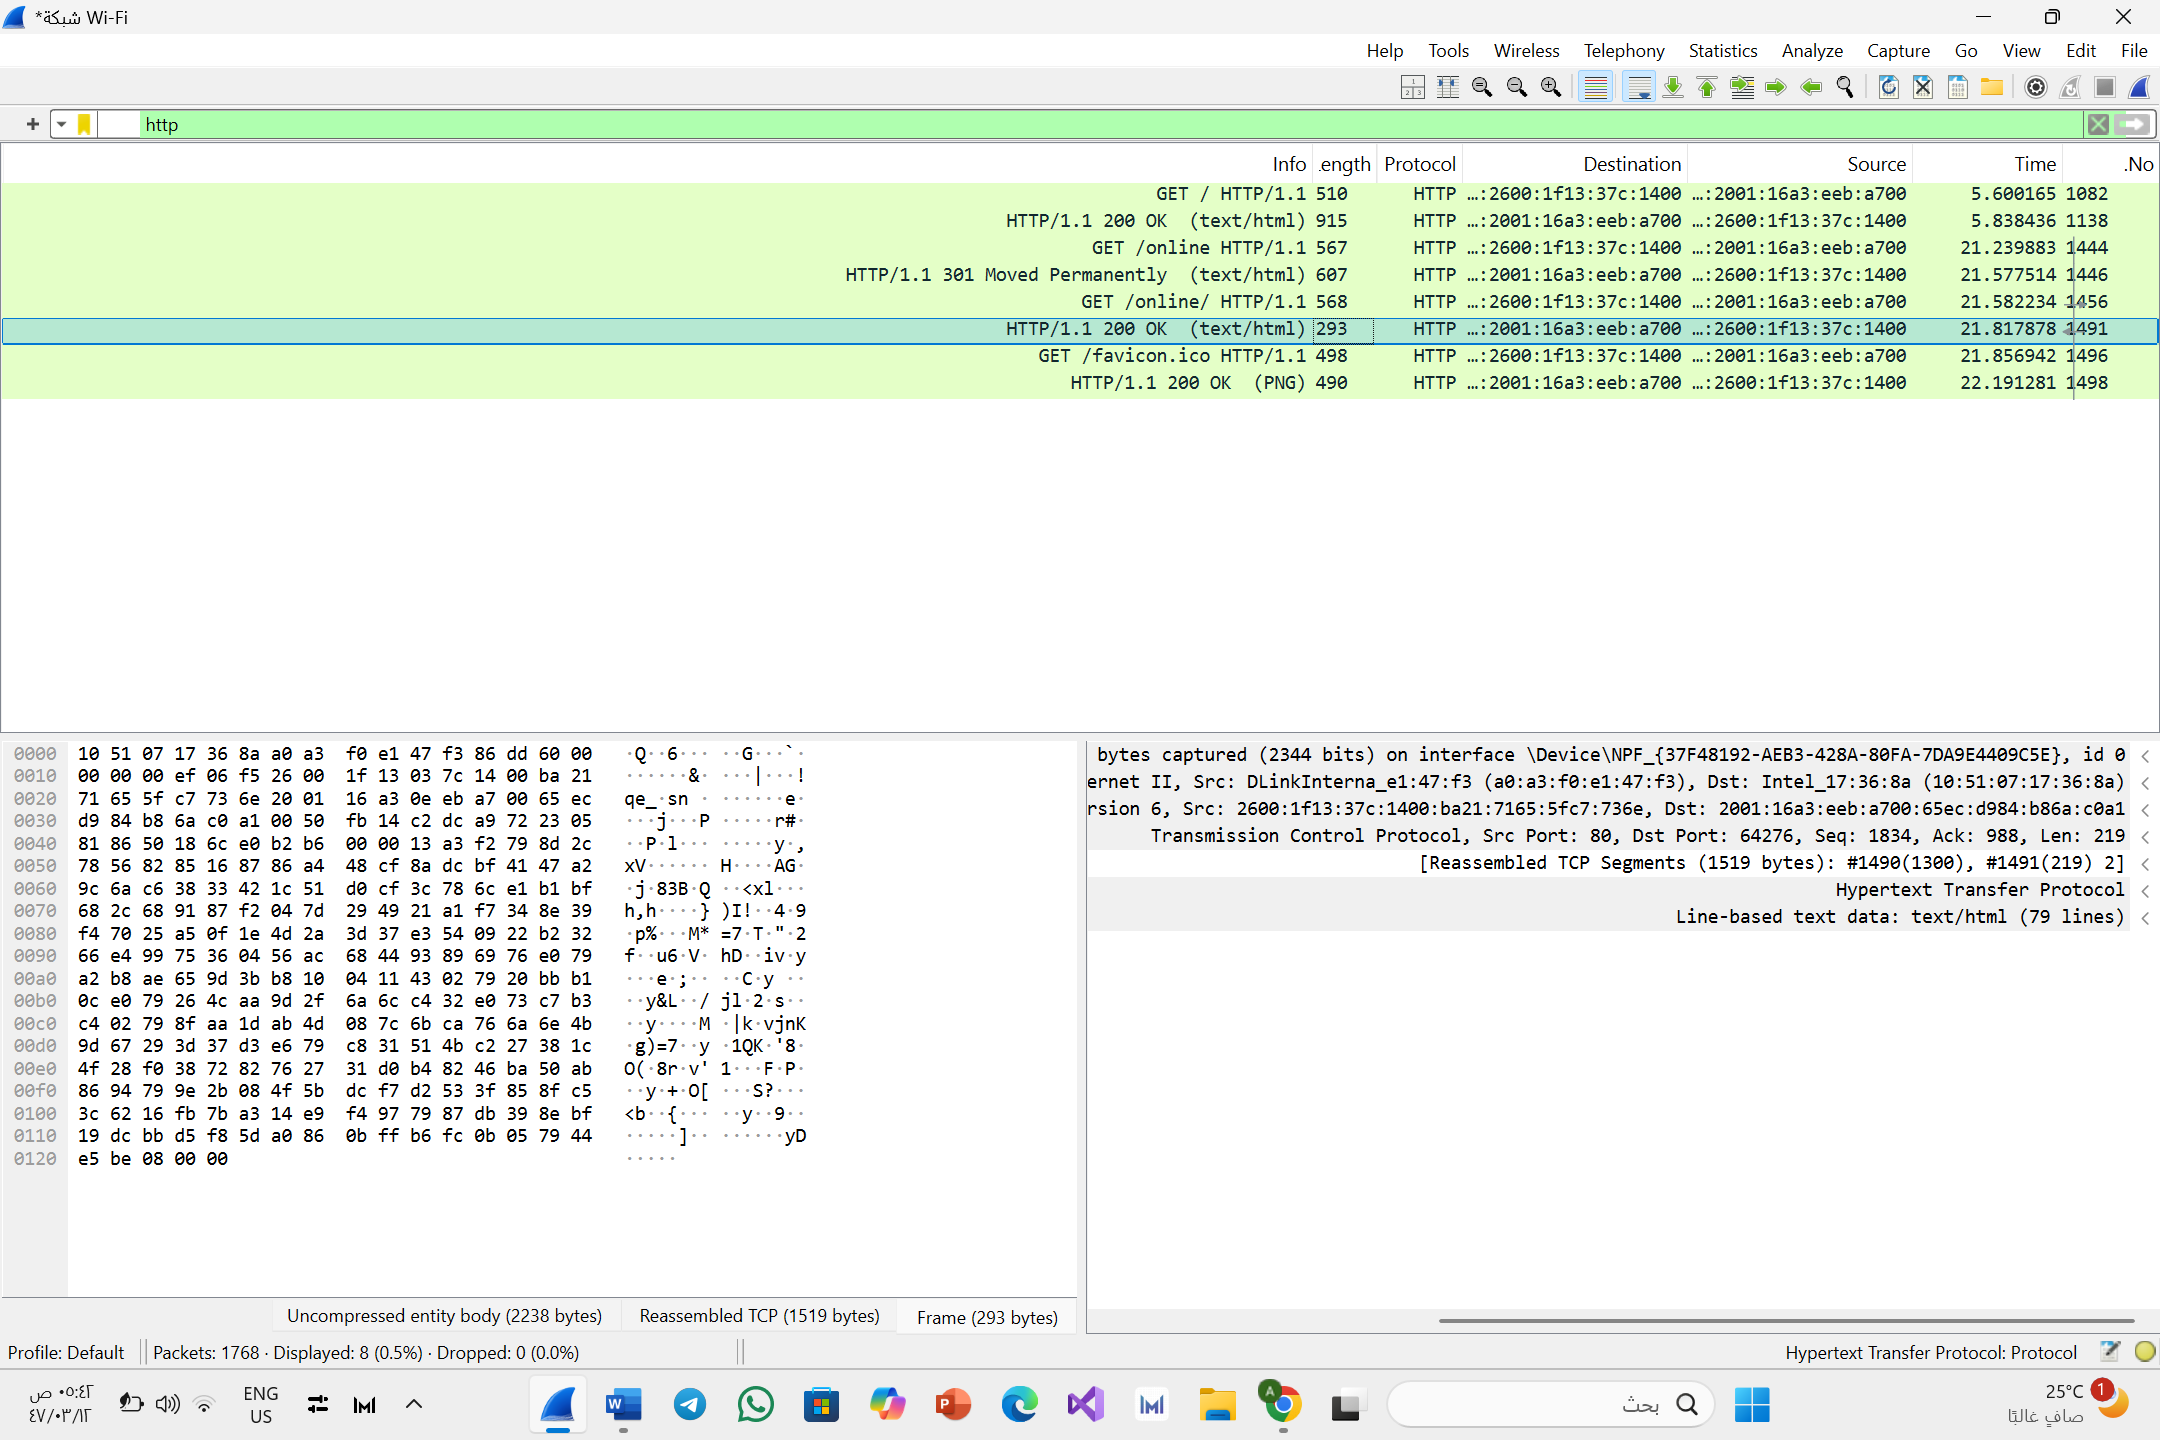 *شبكة Wi-Fi
Help Tools Wireless Telephony Statistics Analyze Capture Go View Edit File
http
Info .ength Protocol Destination Source Time .No
GET / HTTP/1.1 510 HTTP …:2600:1f13:37c:1400 …:2001:16a3:eeb:a700 5.600165 1082
HTTP/1.1 200 OK (text/html) 915 HTTP …:2001:16a3:eeb:a700 …:2600:1f13:37c:1400 5.838436 1138
GET /online HTTP/1.1 567 HTTP …:2600:1f13:37c:1400 …:2001:16a3:eeb:a700 21.239883 1444
HTTP/1.1 301 Moved Permanently (text/html) 607 HTTP …:2001:16a3:eeb:a700 …:2600:1f13:37c:1400 21.577514 1446
GET /online/ HTTP/1.1 568 HTTP …:2600:1f13:37c:1400 …:2001:16a3:eeb:a700 21.582234 1456
HTTP/1.1 200 OK (text/html) 293 HTTP …:2001:16a3:eeb:a700 …:2600:1f13:37c:1400 21.817878 1491
GET /favicon.ico HTTP/1.1 498 HTTP …:2600:1f13:37c:1400 …:2001:16a3:eeb:a700 21.856942 1496
HTTP/1.1 200 OK (PNG) 490 HTTP …:2001:16a3:eeb:a700 …:2600:1f13:37c:1400 22.191281 1498
0000 10 51 07 17 36 8a a0 a3 f0 e1 47 f3 86 dd 60 00 ·Q··6··· ··G···`·
0010 00 00 00 ef 06 f5 26 00 1f 13 03 7c 14 00 ba 21 ······&· ···|···!
0020 71 65 5f c7 73 6e 20 01 16 a3 0e eb a7 00 65 ec qe_·sn · ······e·
0030 d9 84 b8 6a c0 a1 00 50 fb 14 c2 dc a9 72 23 05 ···j···P ·····r#·
0040 81 86 50 18 6c e0 b2 b6 00 00 13 a3 f2 79 8d 2c ··P·l··· ·····y·,
0050 78 56 82 85 16 87 86 a4 48 cf 8a dc bf 41 47 a2 xV······ H····AG·
0060 9c 6a c6 38 33 42 1c 51 d0 cf 3c 78 6c e1 b1 bf ·j·83B·Q ··<xl···
0070 68 2c 68 91 87 f2 04 7d 29 49 21 a1 f7 34 8e 39 h,h····} )I!··4·9
0080 f4 70 25 a5 0f 1e 4d 2a 3d 37 e3 54 09 22 b2 32 ·p%···M* =7·T·"·2
0090 66 e4 99 75 36 04 56 ac 68 44 93 89 69 76 e0 79 f··u6·V· hD··iv·y
00a0 a2 b8 ae 65 9d 3b b8 10 04 11 43 02 79 20 bb b1 ···e·;·· ··C·y ··
00b0 0c e0 79 26 4c aa 9d 2f 6a 6c c4 32 e0 73 c7 b3 ··y&L··/ jl·2·s··
00c0 c4 02 79 8f aa 1d ab 4d 08 7c 6b ca 76 6a 6e 4b ··y····M ·|k·vjnK
00d0 9d 67 29 3d 37 d3 e6 79 c8 31 51 4b c2 27 38 1c ·g)=7··y ·1QK·'8·
00e0 4f 28 f0 38 72 82 76 27 31 d0 b4 82 46 ba 50 ab O(·8r·v' 1···F·P·
00f0 86 94 79 9e 2b 08 4f 5b dc f7 d2 53 3f 85 8f c5 ··y·+·O[ ···S?···
0100 3c 62 16 fb 7b a3 14 e9 f4 97 79 87 db 39 8e bf <b··{··· ··y··9··
0110 19 dc bb d5 f8 5d a0 86 0b ff b6 fc 0b 05 79 44 ·····]·· ······yD
0120 e5 be 08 00 00 ·····
bytes captured (2344 bits) on interface \Device\NPF_{37F48192-AEB3-428A-80FA-7DA9E4409C5E}, id 0
ernet II, Src: DLinkInterna_e1:47:f3 (a0:a3:f0:e1:47:f3), Dst: Intel_17:36:8a (10:51:07:17:36:8a)
rsion 6, Src: 2600:1f13:37c:1400:ba21:7165:5fc7:736e, Dst: 2001:16a3:eeb:a700:65ec:d984:b86a:c0a1
Transmission Control Protocol, Src Port: 80, Dst Port: 64276, Seq: 1834, Ack: 988, Len: 219
[Reassembled TCP Segments (1519 bytes): #1490(1300), #1491(219) 2]
Hypertext Transfer Protocol
Line-based text data: text/html (79 lines)
Uncompressed entity body (2238 bytes) Reassembled TCP (1519 bytes) Frame (293 bytes)
Profile: Default Packets: 1768 · Displayed: 8 (0.5%) · Dropped: 0 (0.0%) Hypertext Transfer Protocol: Protocol
٠٥:٤٢ ص
٤٧/٠٣/١٢
ENG
US
بحث
25°C
صافٍ غالبًا
1